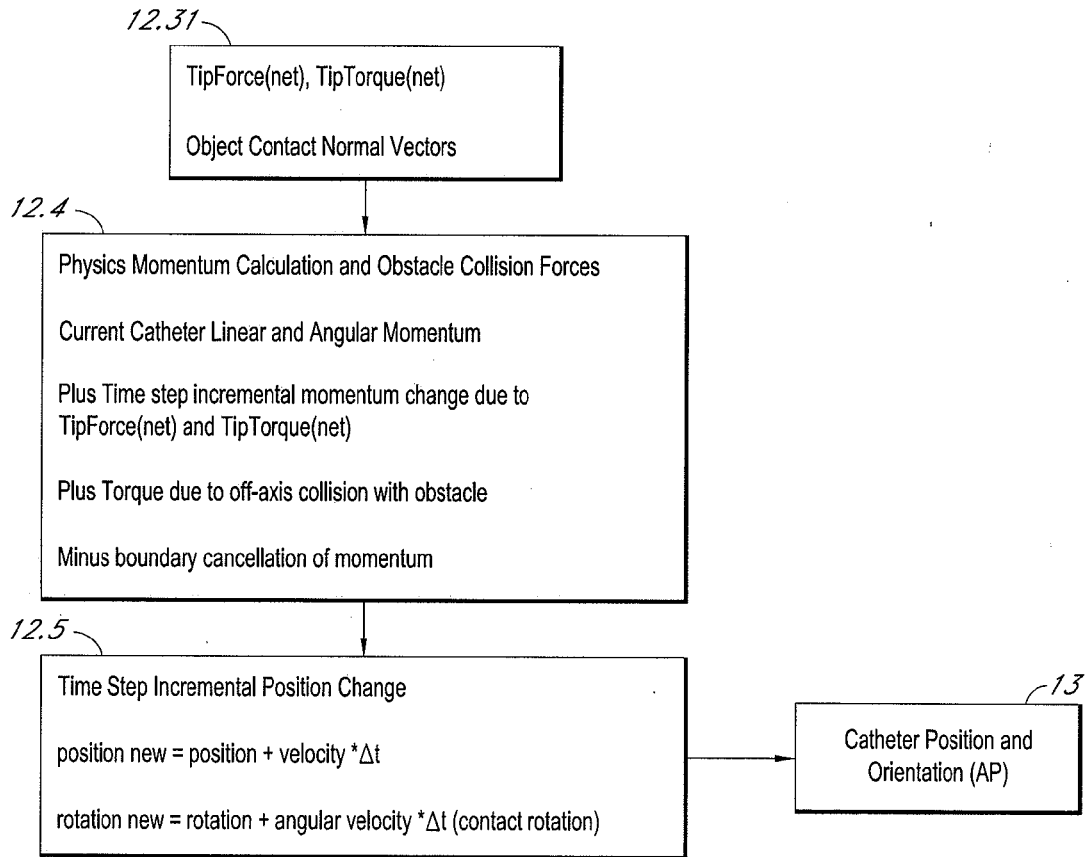 12.31
TipForce(net), TipTorque(net)
Object Contact Normal Vectors
12.4
Physics Momentum Calculation and Obstacle Collision Forces
Current Catheter Linear and Angular Momentum
Plus Time step incremental momentum change due to
TipForce(net) and TipTorque(net)
Plus Torque due to off-axis collision with obstacle
Minus boundary cancellation of momentum
12.5
Time Step Incremental Position Change
position new = position + velocity *Δt
rotation new = rotation + angular velocity *Δt (contact rotation)
13
Catheter Position and
Orientation (AP)